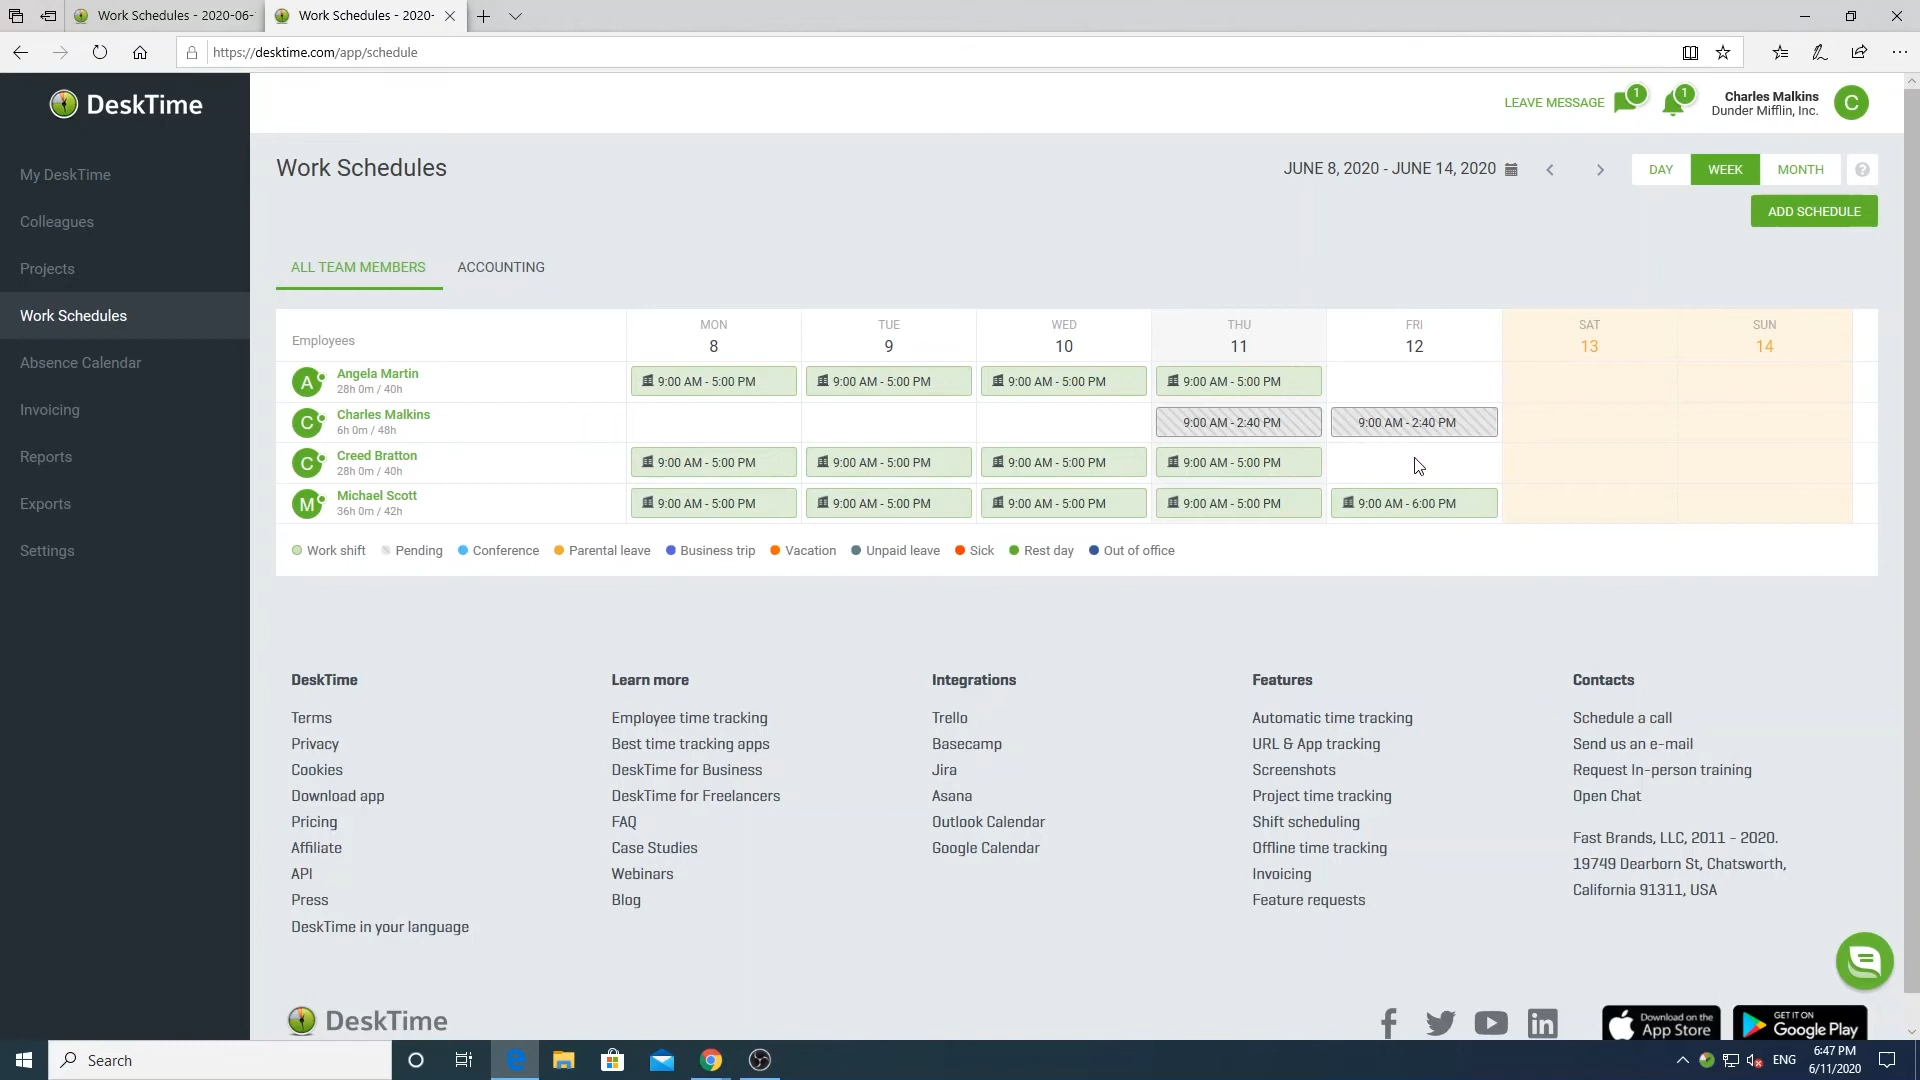 Work Schedules - 2020-06-
Work Schedules - 2020-
https://desktime.com/app/schedule
DeskTime
LEAVE MESSAGE 1 1 Charles Malkins C
Dunder Mifflin, Inc.
My DeskTime
Colleagues
Projects
Work Schedules
Absence Calendar
Invoicing
Reports
Exports
Settings
Work Schedules
JUNE 8, 2020 - JUNE 14, 2020 DAY WEEK MONTH ?
ADD SCHEDULE
ALL TEAM MEMBERS ACCOUNTING
Employees MON TUE WED THU FRI SAT SUN
8 9 10 11 12 13 14
A Angela Martin 9:00 AM - 5:00 PM 9:00 AM - 5:00 PM 9:00 AM - 5:00 PM 9:00 AM - 5:00 PM
28h 0m / 40h
C Charles Malkins 9:00 AM - 2:40 PM 9:00 AM - 2:40 PM
6h 0m / 48h
C Creed Bratton 9:00 AM - 5:00 PM 9:00 AM - 5:00 PM 9:00 AM - 5:00 PM 9:00 AM - 5:00 PM
28h 0m / 40h
M Michael Scott 9:00 AM - 5:00 PM 9:00 AM - 5:00 PM 9:00 AM - 5:00 PM 9:00 AM - 5:00 PM 9:00 AM - 6:00 PM
36h 0m / 42h
Work shift Pending Conference Parental leave Business trip Vacation Unpaid leave Sick Rest day Out of office
DeskTime
Terms
Privacy
Cookies
Download app
Pricing
Affiliate
API
Press
DeskTime in your language
Learn more
Employee time tracking
Best time tracking apps
DeskTime for Business
DeskTime for Freelancers
FAQ
Case Studies
Webinars
Blog
Integrations
Trello
Basecamp
Jira
Asana
Outlook Calendar
Google Calendar
Features
Automatic time tracking
URL & App tracking
Screenshots
Project time tracking
Shift scheduling
Offline time tracking
Invoicing
Feature requests
Contacts
Schedule a call
Send us an e-mail
Request In-person training
Open Chat
Fast Brands, LLC, 2011 - 2020.
19749 Dearborn St, Chatsworth,
California 91311, USA
DeskTime
Download on the
App Store
GET IT ON
Google Play
Search
ENG
6:47 PM
6/11/2020